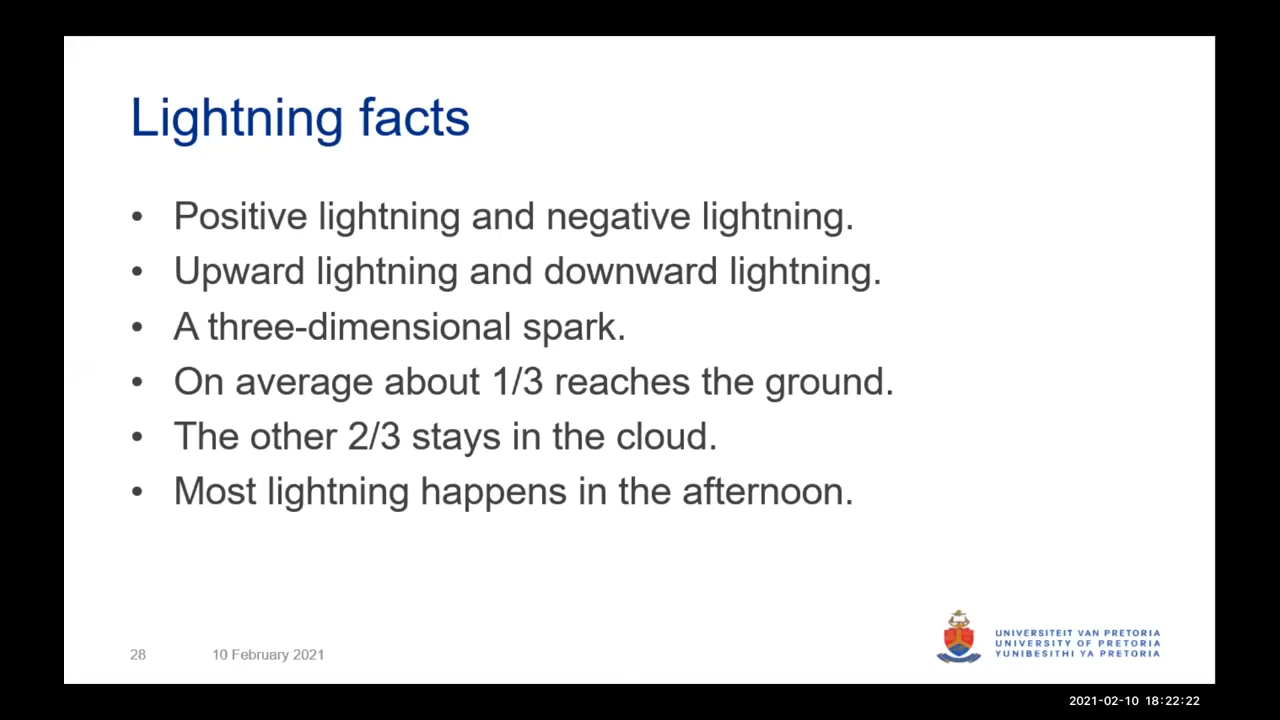 Lightning facts
• Positive lightning and negative lightning.
• Upward lightning and downward lightning.
• A three-dimensional spark.
• On average about 1/3 reaches the ground.
• The other 2/3 stays in the cloud.
• Most lightning happens in the afternoon.
28 10 February 2021
UNIVERSITEIT VAN PRETORIA
UNIVERSITY OF PRETORIA
YUNIBESITHI YA PRETORIA
2021-02-10 18:22:22